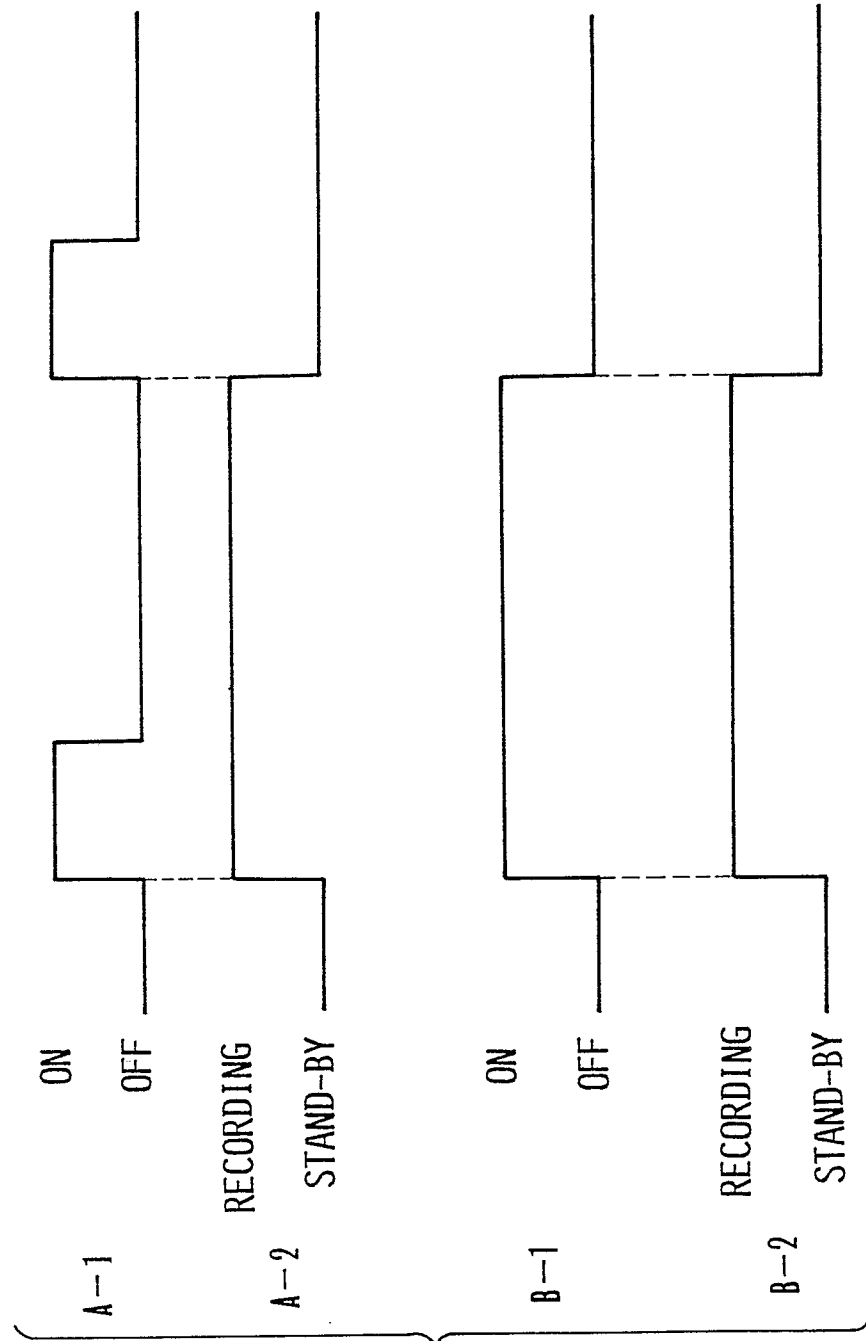 A-1
ON
OFF
A-2
RECORDING
STAND-BY
B-1
ON
OFF
B-2
RECORDING
STAND-BY